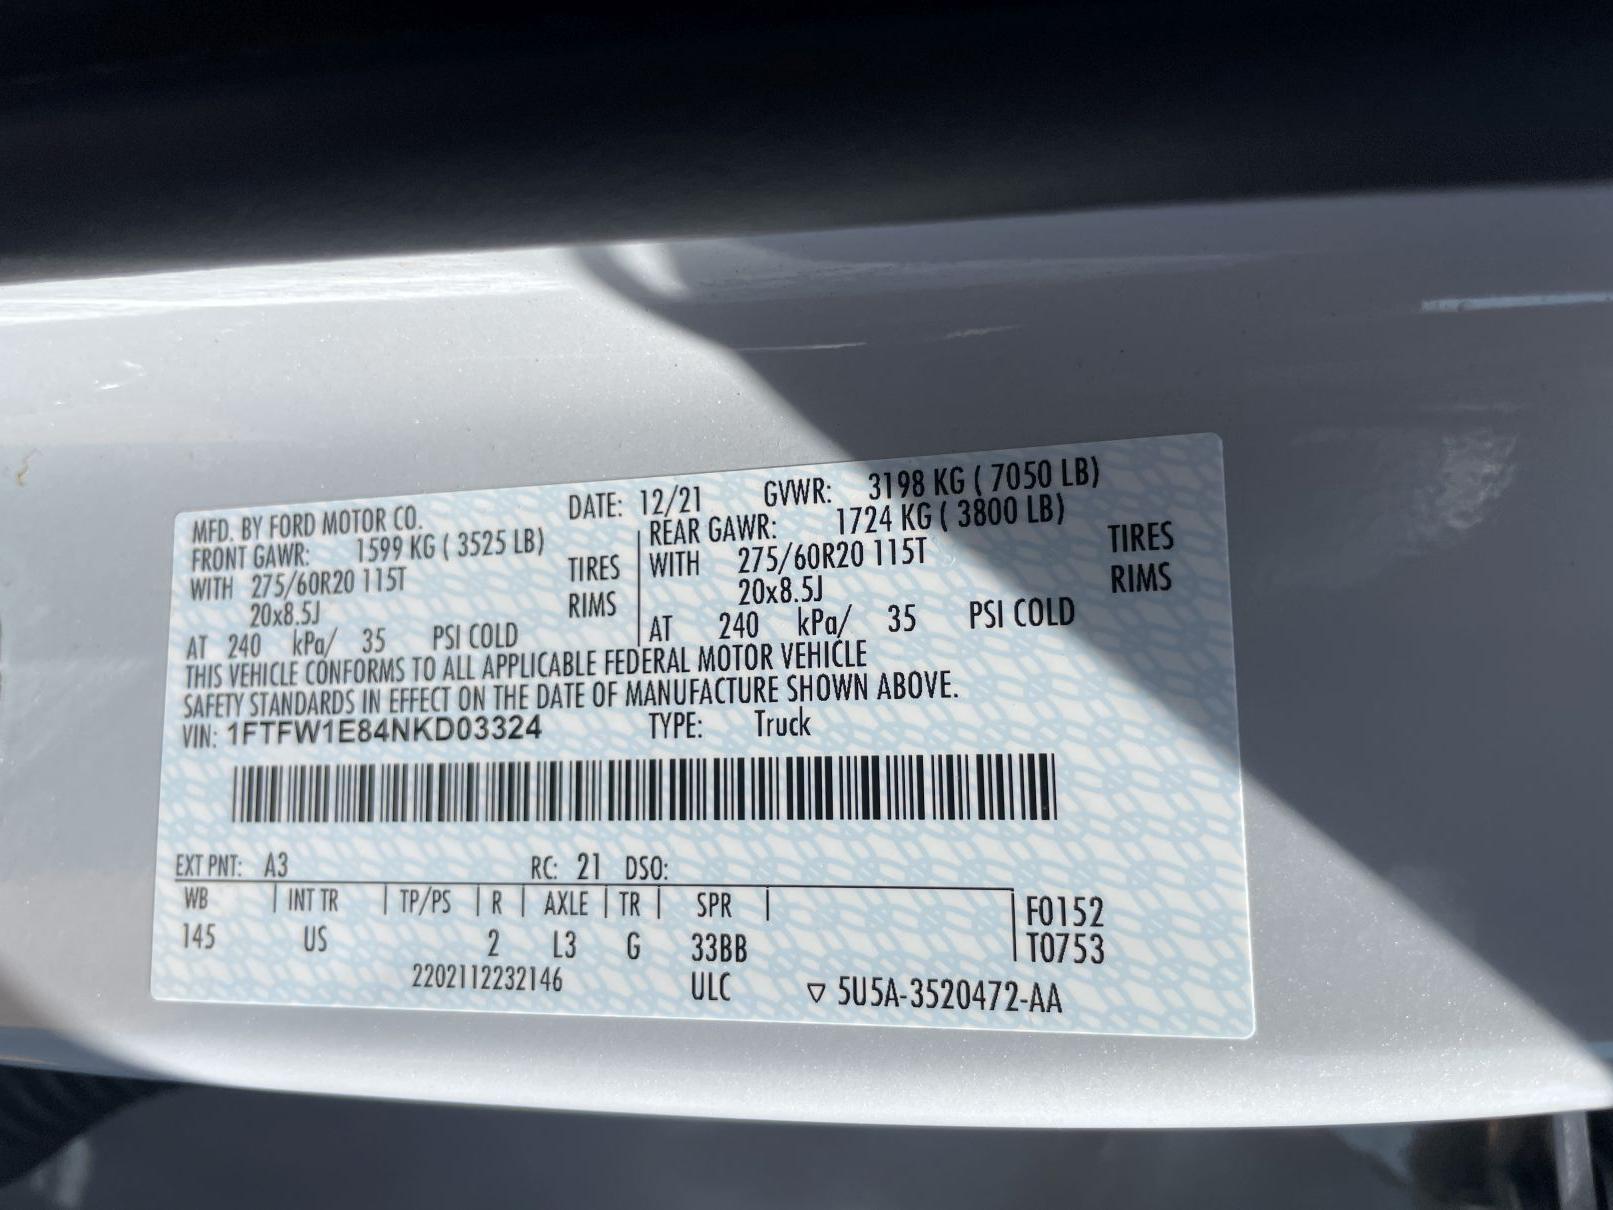 MFD. BY FORD MOTOR CO. DATE: 12/21 GVWR: 3198 KG ( 7050 LB)
FRONT GAWR: 1599 KG ( 3525 LB) REAR GAWR: 1724 KG ( 3800 LB)
WITH 275/60R20 115T TIRES WITH 275/60R20 115T TIRES
20x8.5J RIMS 20x8.5J RIMS
AT 240 kPa/ 35 PSI COLD AT 240 kPa/ 35 PSI COLD
THIS VEHICLE CONFORMS TO ALL APPLICABLE FEDERAL MOTOR VEHICLE
SAFETY STANDARDS IN EFFECT ON THE DATE OF MANUFACTURE SHOWN ABOVE.
VIN: 1FTFW1E84NKD03324 TYPE: Truck
EXT PNT: A3 RC: 21 DSO:
WB INT TR TP/PS R AXLE TR SPR F0152
145 US 2 L3 G 33BB T0753
2202112232146 ULC ▽ 5U5A-3520472-AA